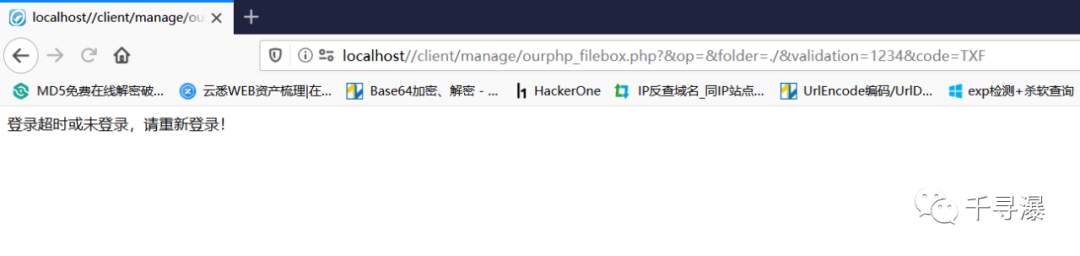 localhost//client/manage/ou
localhost//client/manage/ourphp_filebox.php?&op=&folder=./&validation=1234&code=TXF
MD5免费在线解密破... 云悉WEB资产梳理|在... Base64加密、解密 - ... HackerOne IP反查域名_同IP站点... UrlEncode编码/UrlD... exp检测+杀软查询
登录超时或未登录，请重新登录！
千寻瀑